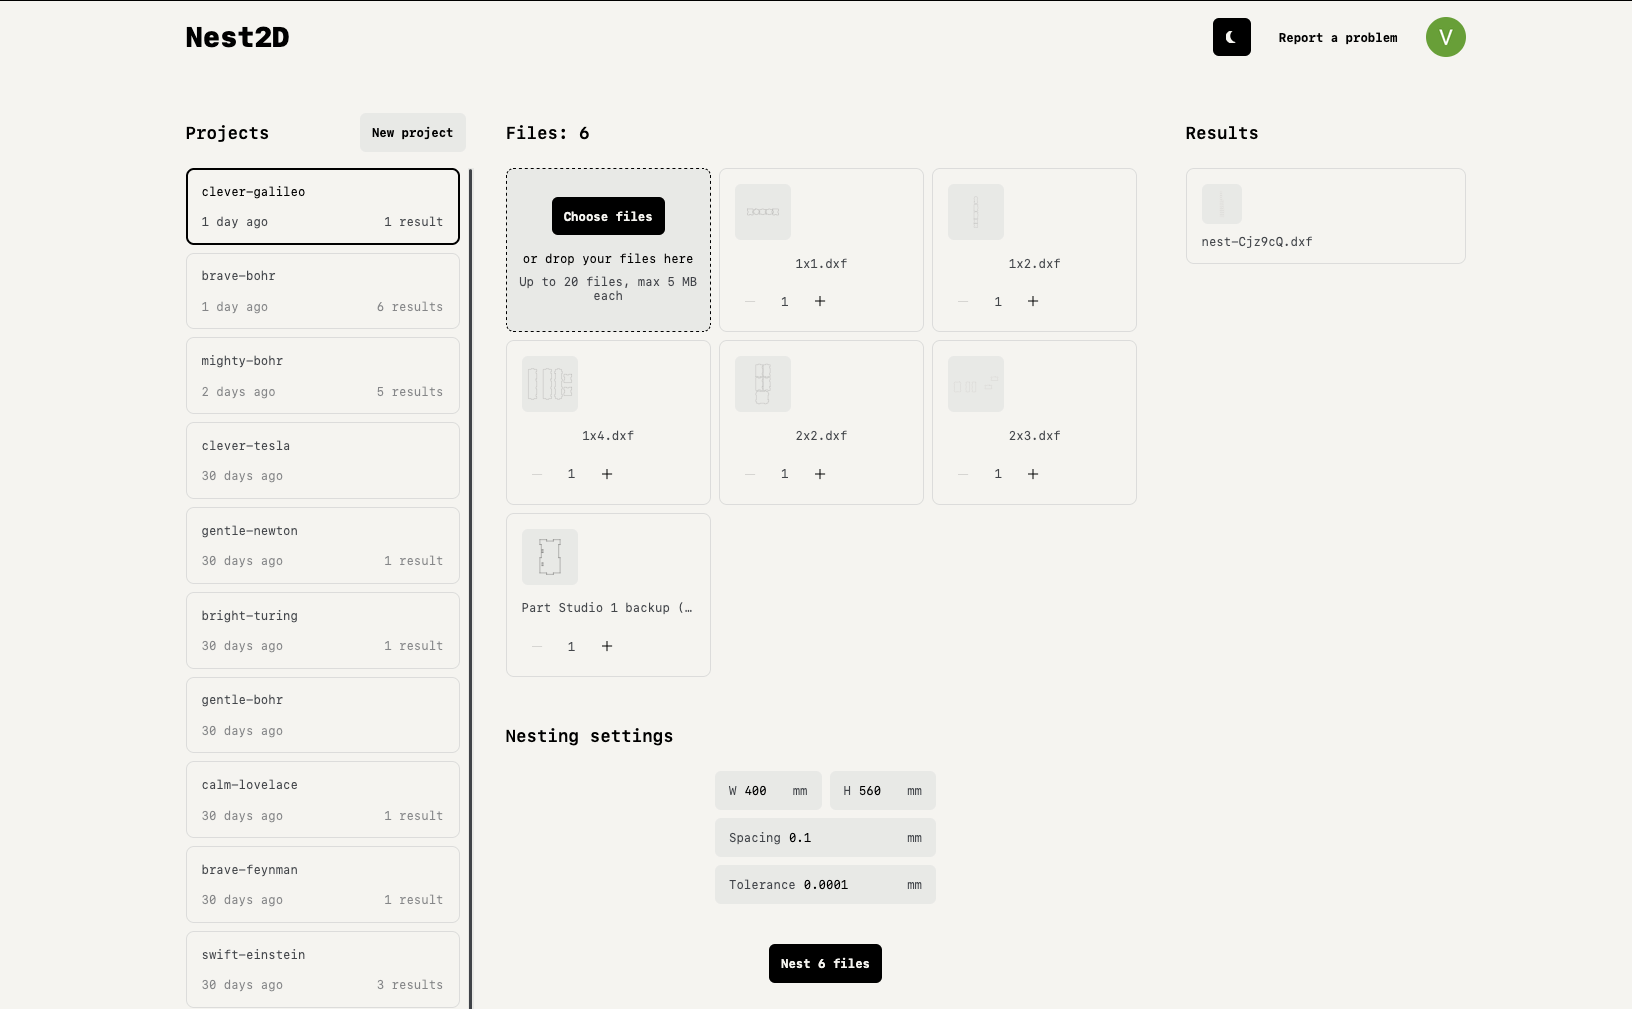 Nest2D
Report a problem
V
Projects
New project
clever-galileo
1 day ago 1 result
brave-bohr
1 day ago 6 results
mighty-bohr
2 days ago 5 results
clever-tesla
30 days ago
gentle-newton
30 days ago 1 result
bright-turing
30 days ago 1 result
gentle-bohr
30 days ago
calm-lovelace
30 days ago 1 result
brave-feynman
30 days ago 1 result
swift-einstein
30 days ago 3 results
Files: 6
Choose files
or drop your files here
Up to 20 files, max 5 MB
each
1x1.dxf
— 1 +
1x2.dxf
— 1 +
1x4.dxf
— 1 +
2x2.dxf
— 1 +
2x3.dxf
— 1 +
Part Studio 1 backup (…
— 1 +
Nesting settings
W 400 mm
H 560 mm
Spacing 0.1 mm
Tolerance 0.0001 mm
Nest 6 files
Results
nest-Cjz9cQ.dxf